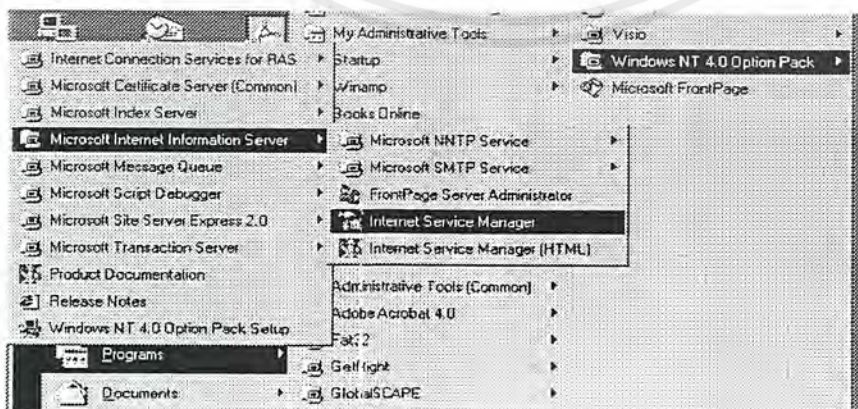 My Administrative Tools
Startup
Winamp
Books Online
Visio
Windows NT 4.0 Option Pack
Microsoft FrontPage
Internet Connection Services for RAS
Microsoft Certificate Server (Common)
Microsoft Index Server
Microsoft Internet Information Server
Microsoft Message Queue
Microsoft Script Debugger
Microsoft Site Server Express 2.0
Microsoft Transaction Server
Product Documentation
Release Notes
Windows NT 4.0 Option Pack Setup
Microsoft NNTP Service
Microsoft SMTP Service
FrontPage Server Administrator
Internet Service Manager
Internet Service Manager (HTML)
Administrative Tools (Common)
Adobe Acrobat 4.0
GetRight
GlobalSCAPE
Programs
Documents